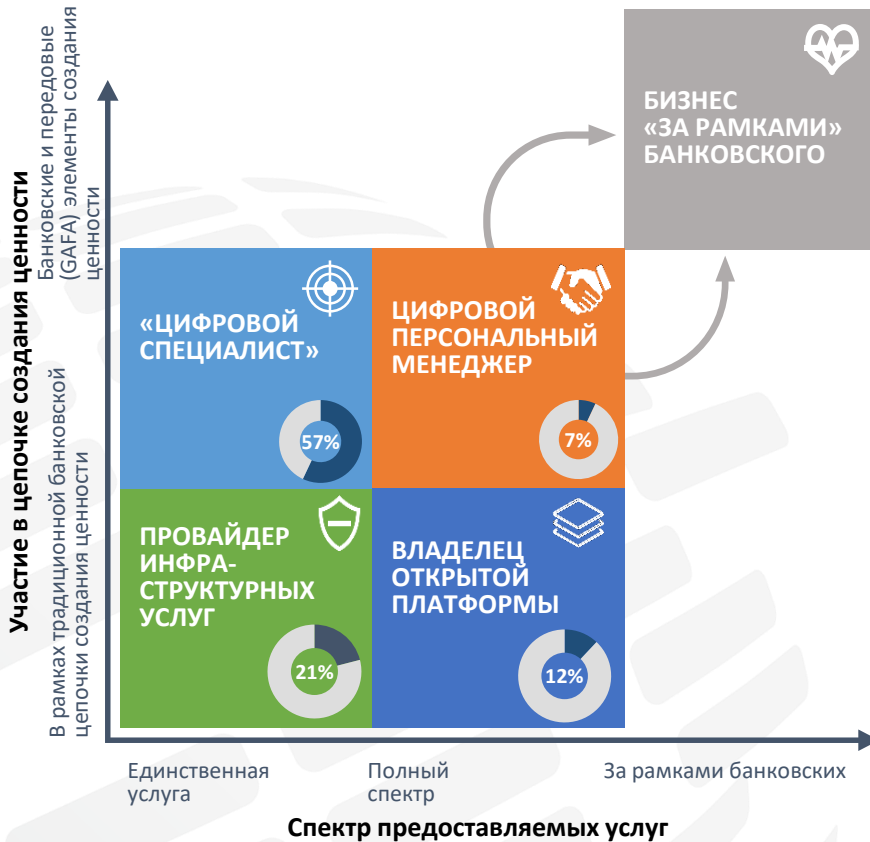 БИЗНЕС
«ЗА РАМКАМИ»
БАНКОВСКОГО
Участие в цепочке создания ценности
Банковские и передовые
(GAFA) элементы создания
ценности
В рамках традиционной банковской
цепочки создания ценности
«ЦИФРОВОЙ
СПЕЦИАЛИСТ»
57%
ЦИФРОВОЙ
ПЕРСОНАЛЬНЫЙ
МЕНЕДЖЕР
7%
ПРОВАЙДЕР
ИНФРА-
СТРУКТУРНЫХ
УСЛУГ
21%
ВЛАДЕЛЕЦ
ОТКРЫТОЙ
ПЛАТФОРМЫ
12%
Единственная
услуга
Полный
спектр
За рамками банковских
Спектр предоставляемых услуг